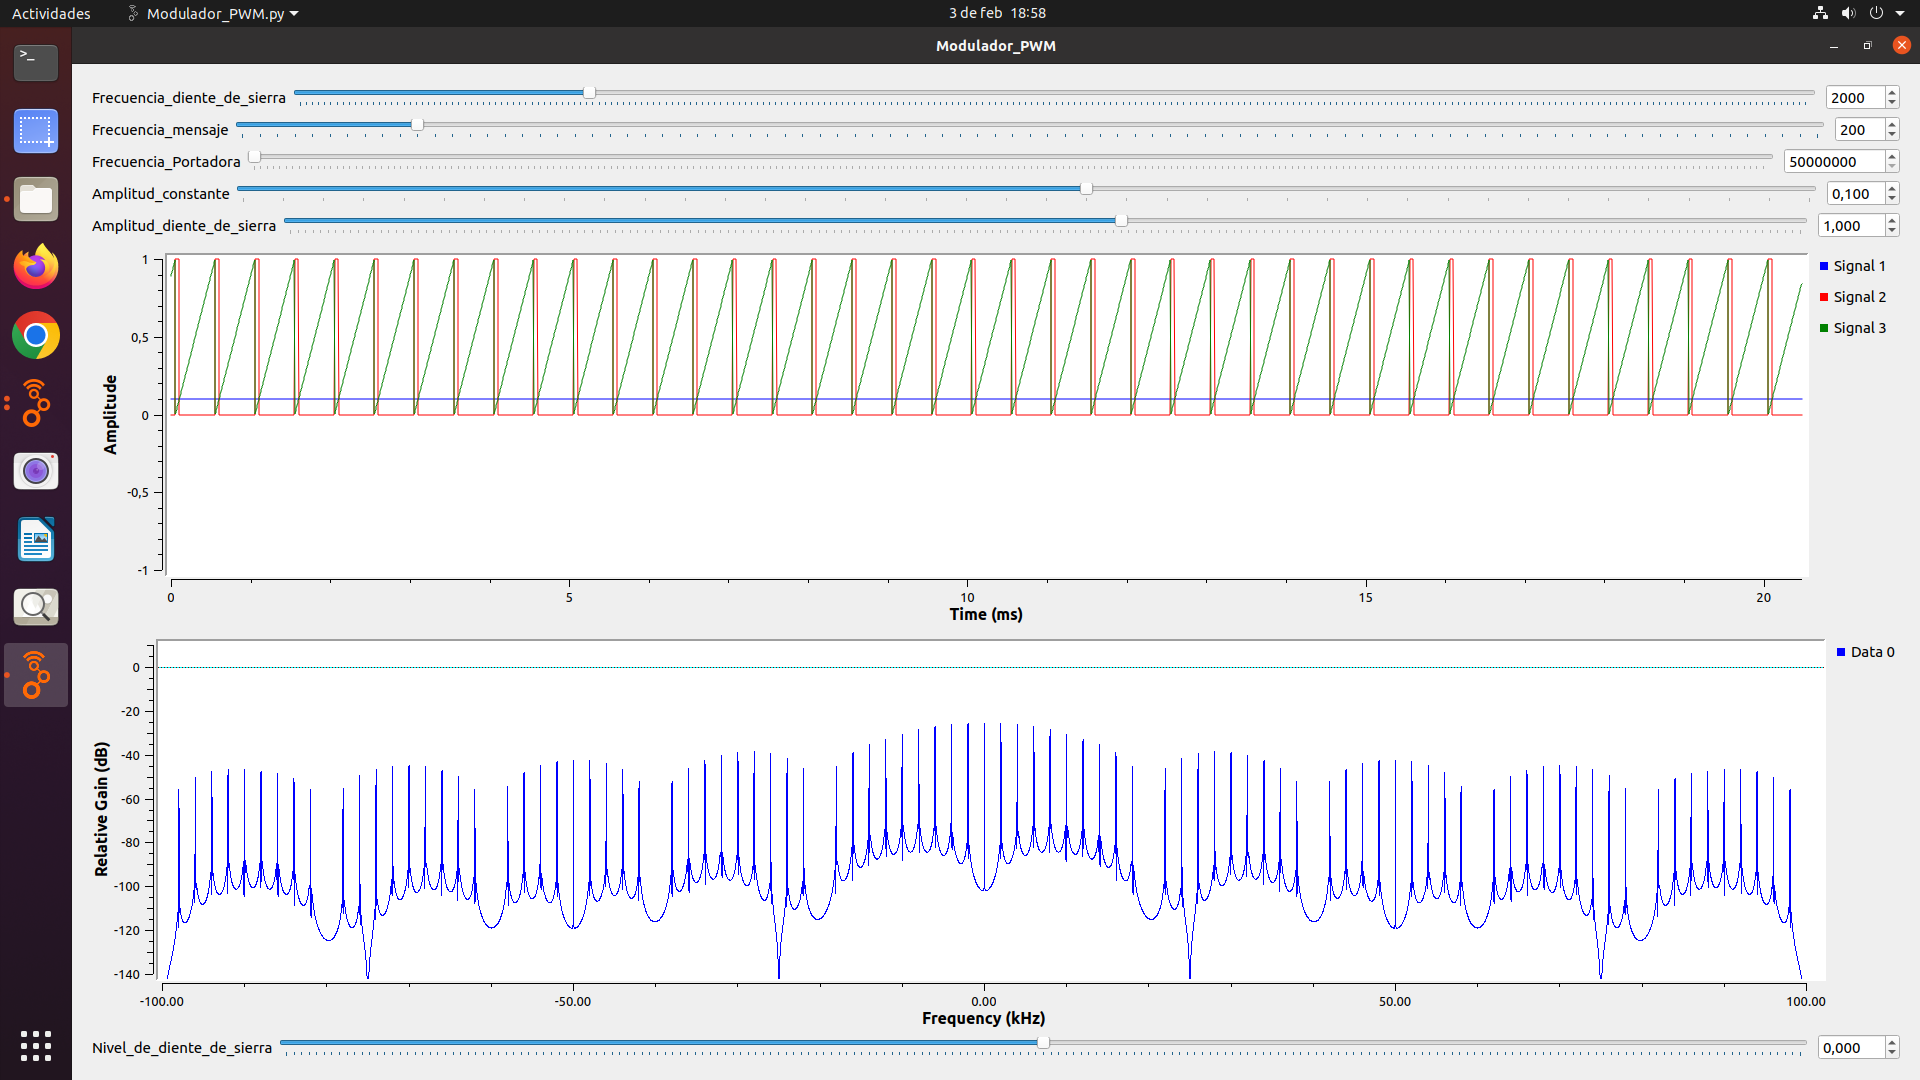 Actividades
Modulador_PWM.py
3 de feb 18:58
Modulador_PWM
Frecuencia_diente_de_sierra
2000
Frecuencia_mensaje
200
Frecuencia_Portadora
50000000
Amplitud_constante
0,100
Amplitud_diente_de_sierra
1,000
1
0,5
0
-0,5
-1
Amplitude
Signal 1
Signal 2
Signal 3
0 5 10 15 20
Time (ms)
0
-20
-40
-60
-80
-100
-120
-140
Relative Gain (dB)
Data 0
-100.00 -50.00 0.00 50.00 100.00
Frequency (kHz)
Nivel_de_diente_de_sierra
0,000